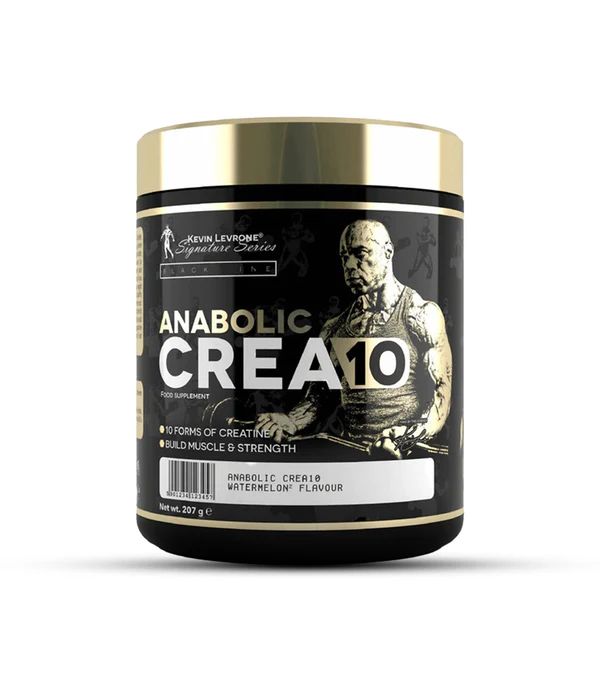 KEVIN LEVRONE®
Signature Series
BLACK LINE
ANABOLIC
CREA10
FOOD SUPPLEMENT
10 FORMS OF CREATINE
BUILD MUSCLE & STRENGTH
ANABOLIC CREA10
WATERMELON² FLAVOUR
Net wt. 207 g ℮